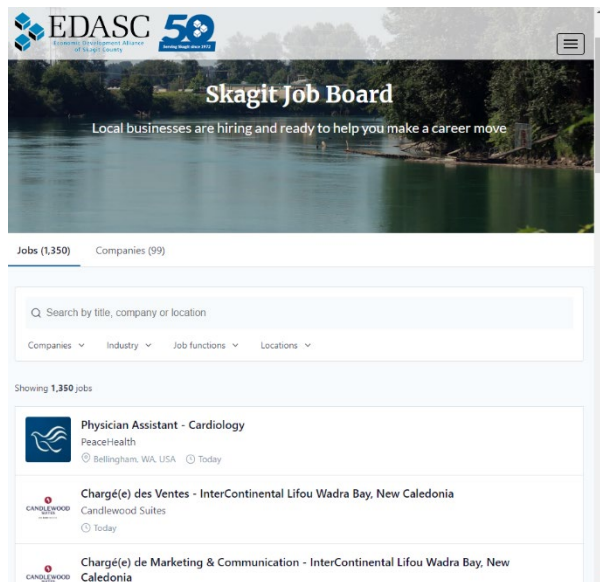 EDASC
Economic Development Alliance
of Skagit County
50
Serving Skagit since 1972
Skagit Job Board
Local businesses are hiring and ready to help you make a career move
Jobs (1,350) Companies (99)
Search by title, company or location
Companies Industry Job functions Locations
Showing 1,350 jobs
Physician Assistant - Cardiology
PeaceHealth
Bellingham, WA, USA Today
Chargé(e) des Ventes - InterContinental Lifou Wadra Bay, New Caledonia
CANDLEWOOD
SUITES
Candlewood Suites
Today
Chargé(e) de Marketing & Communication - InterContinental Lifou Wadra Bay, New
Caledonia
CANDLEWOOD